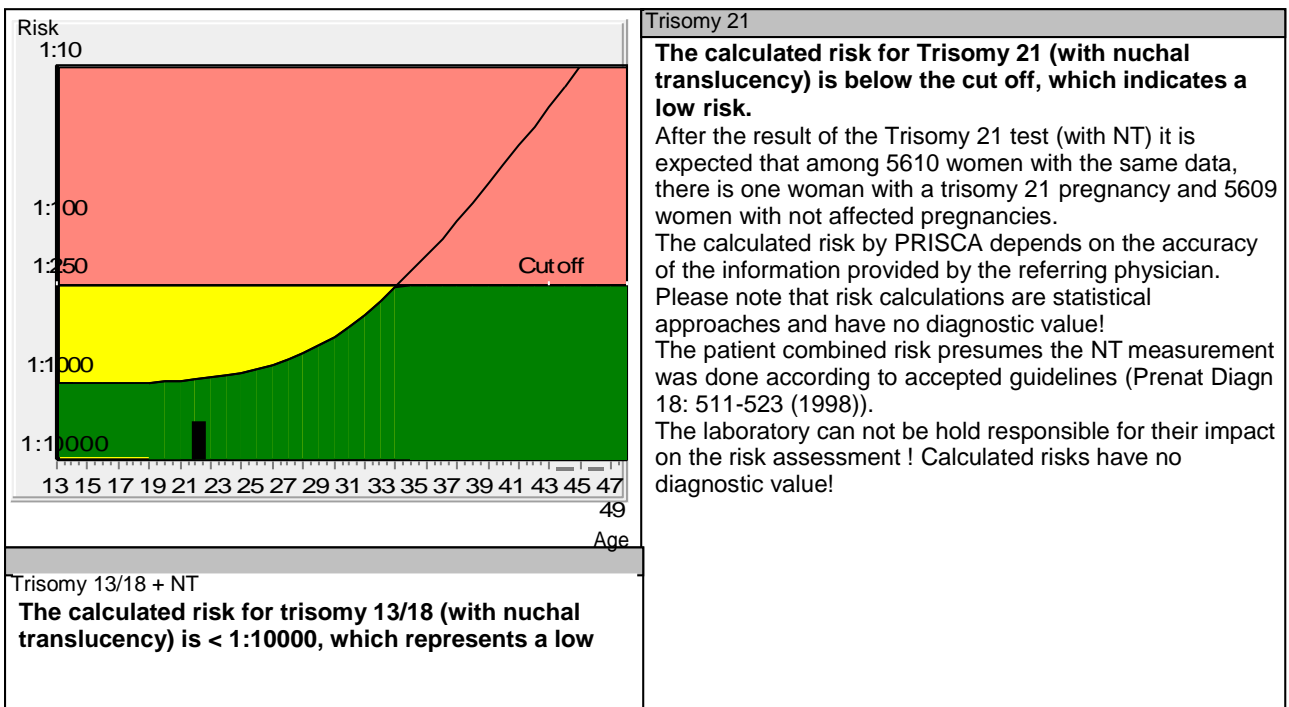 Risk
1:10
1:100
1:250
Cutoff
1:1000
1:10000
13 15 17 19 21 23 25 27 29 31 33 35 37 39 41 43 45 47
49
Age
Trisomy 13/18 + NT
The calculated risk for trisomy 13/18 (with nuchal
translucency) is < 1:10000, which represents a low
Trisomy 21
The calculated risk for Trisomy 21 (with nuchal
translucency) is below the cut off, which indicates a
low risk.
After the result of the Trisomy 21 test (with NT) it is
expected that among 5610 women with the same data,
there is one woman with a trisomy 21 pregnancy and 5609
women with not affected pregnancies.
The calculated risk by PRISCA depends on the accuracy
of the information provided by the referring physician.
Please note that risk calculations are statistical
approaches and have no diagnostic value!
The patient combined risk presumes the NT measurement
was done according to accepted guidelines (Prenat Diagn
18: 511-523 (1998)).
The laboratory can not be hold responsible for their impact
on the risk assessment ! Calculated risks have no
diagnostic value!